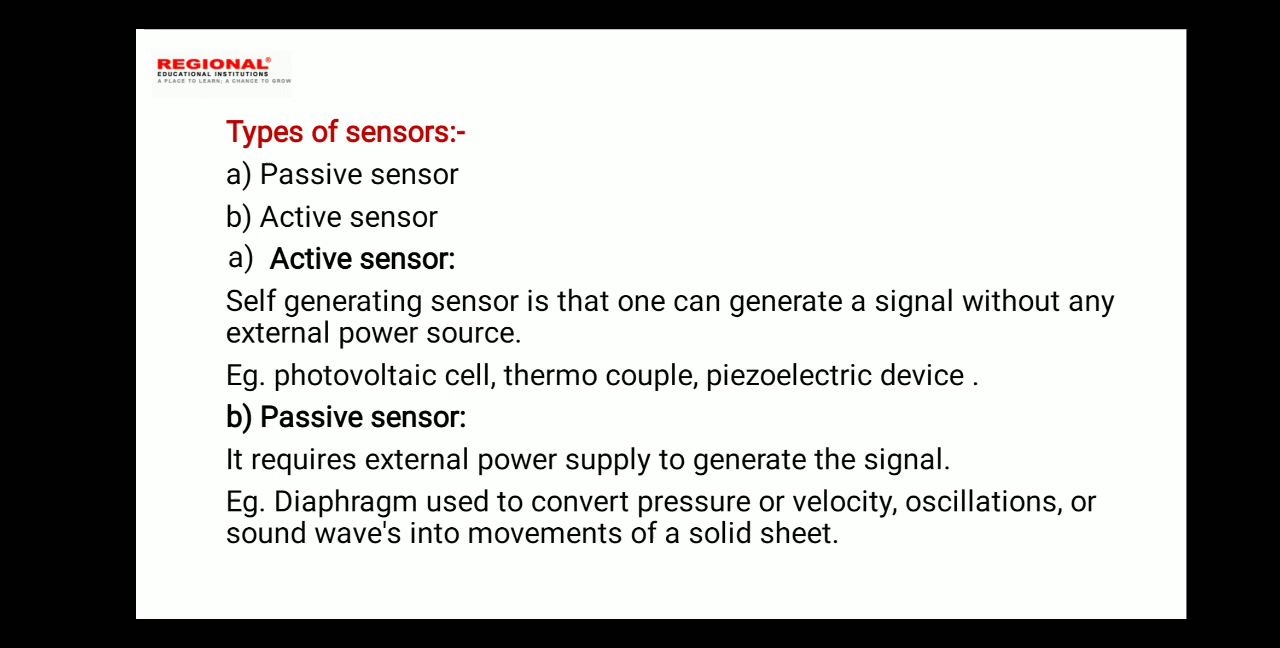 REGIONAL®
EDUCATIONAL INSTITUTIONS
A PLACE TO LEARN; A CHANCE TO GROW
Types of sensors:-
a) Passive sensor
b) Active sensor
a) Active sensor:
Self generating sensor is that one can generate a signal without any
external power source.
Eg. photovoltaic cell, thermo couple, piezoelectric device .
b) Passive sensor:
It requires external power supply to generate the signal.
Eg. Diaphragm used to convert pressure or velocity, oscillations, or
sound wave's into movements of a solid sheet.